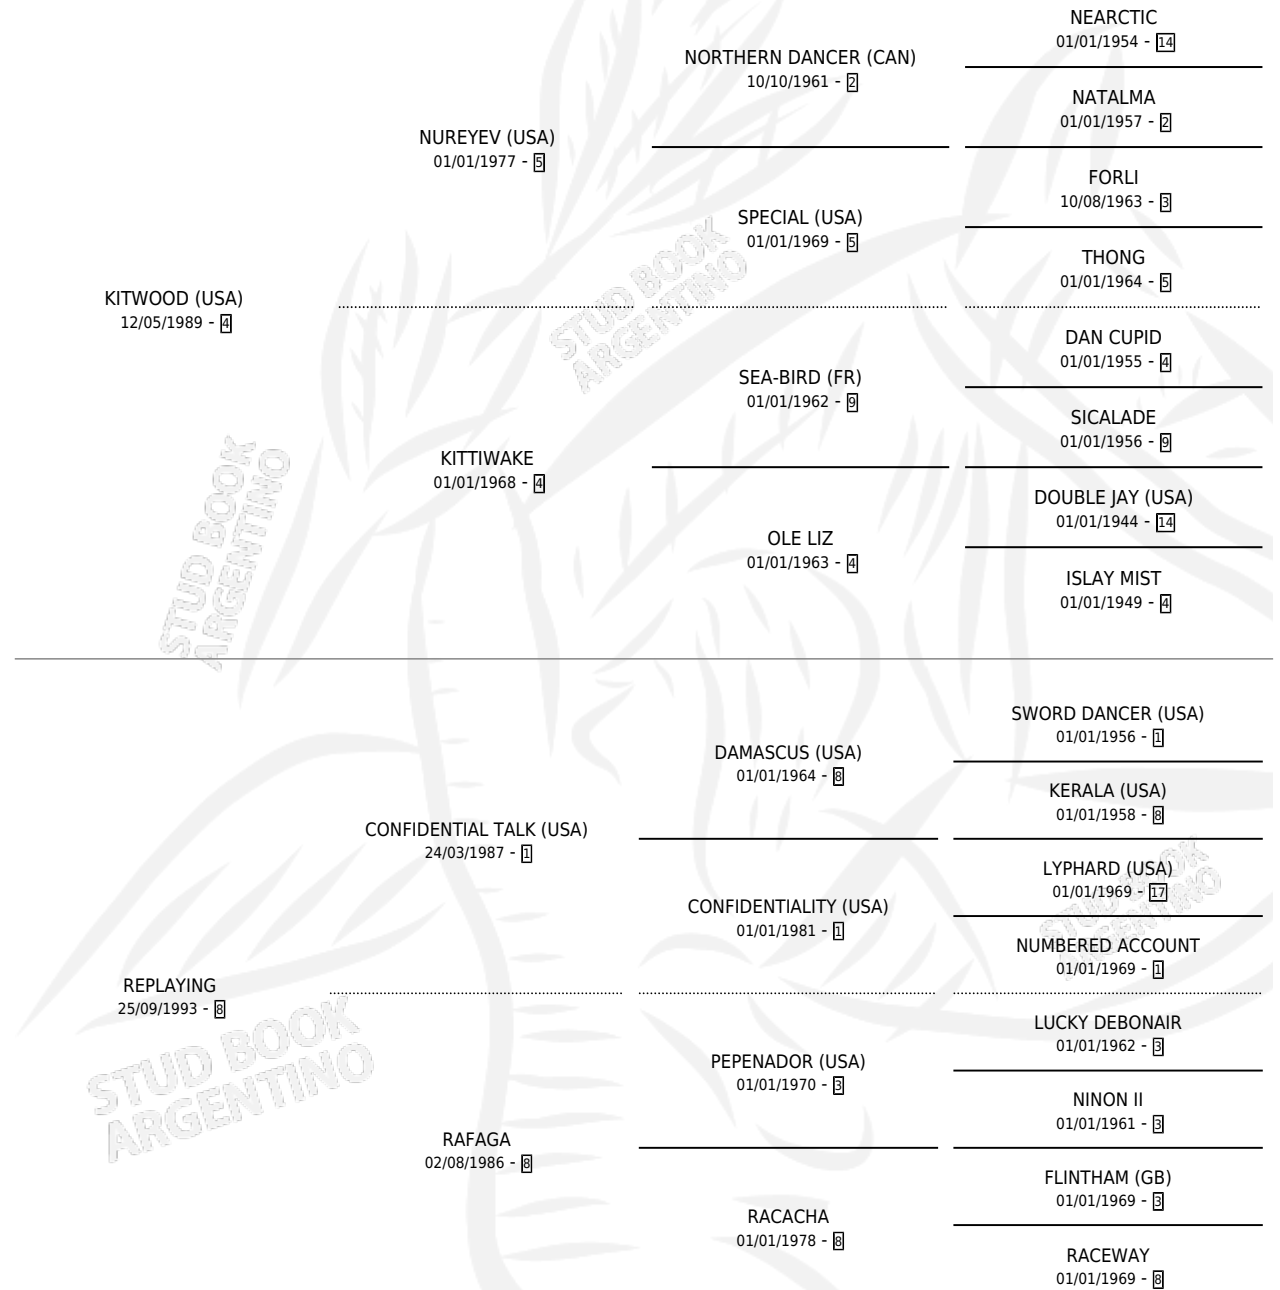 NEARCTIC
01/01/1954 - 14
NORTHERN DANCER (CAN)
10/10/1961 - 2
NATALMA
01/01/1957 - 2
NUREYEV (USA)
01/01/1977 - 5
FORLI
10/08/1963 - 3
SPECIAL (USA)
01/01/1969 - 5
THONG
01/01/1964 - 5
KITWOOD (USA)
12/05/1989 - 4
STUD BOOK
ARGENTINO
DAN CUPID
01/01/1955 - 4
SEA-BIRD (FR)
01/01/1962 - 9
SICALADE
01/01/1956 - 9
KITTIWAKE
01/01/1968 - 4
DOUBLE JAY (USA)
01/01/1944 - 14
OLE LIZ
01/01/1963 - 4
ISLAY MIST
01/01/1949 - 4
STUD BOOK
ARGENTINO
SWORD DANCER (USA)
01/01/1956 - 1
DAMASCUS (USA)
01/01/1964 - 8
KERALA (USA)
01/01/1958 - 8
CONFIDENTIAL TALK (USA)
24/03/1987 - 1
LYPHARD (USA)
01/01/1969 - 17
CONFIDENTIALITY (USA)
01/01/1981 - 1
STUD BOOK
ARGENTINO
NUMBERED ACCOUNT
01/01/1969 - 1
REPLAYING
25/09/1993 - 8
LUCKY DEBONAIR
01/01/1962 - 3
PEPENADOR (USA)
01/01/1970 - 3
STUD BOOK
ARGENTINO
NINON II
01/01/1961 - 3
RAFAGA
02/08/1986 - 8
FLINTHAM (GB)
01/01/1969 - 3
RACACHA
01/01/1978 - 8
RACEWAY
01/01/1969 - 8